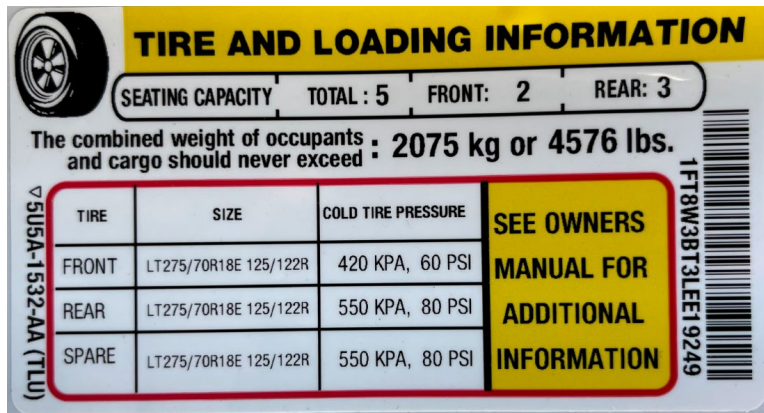 TIRE AND LOADING INFORMATION
SEATING CAPACITY TOTAL : 5 FRONT: 2 REAR: 3
The combined weight of occupants
and cargo should never exceed : 2075 kg or 4576 lbs.
TIRE SIZE COLD TIRE PRESSURE
FRONT LT275/70R18E 125/122R 420 KPA, 60 PSI
REAR LT275/70R18E 125/122R 550 KPA, 80 PSI
SPARE LT275/70R18E 125/122R 550 KPA, 80 PSI
SEE OWNERS
MANUAL FOR
ADDITIONAL
INFORMATION
▽5U5A-1532-AA (TLU)
1FT8W3BT3LEE19249